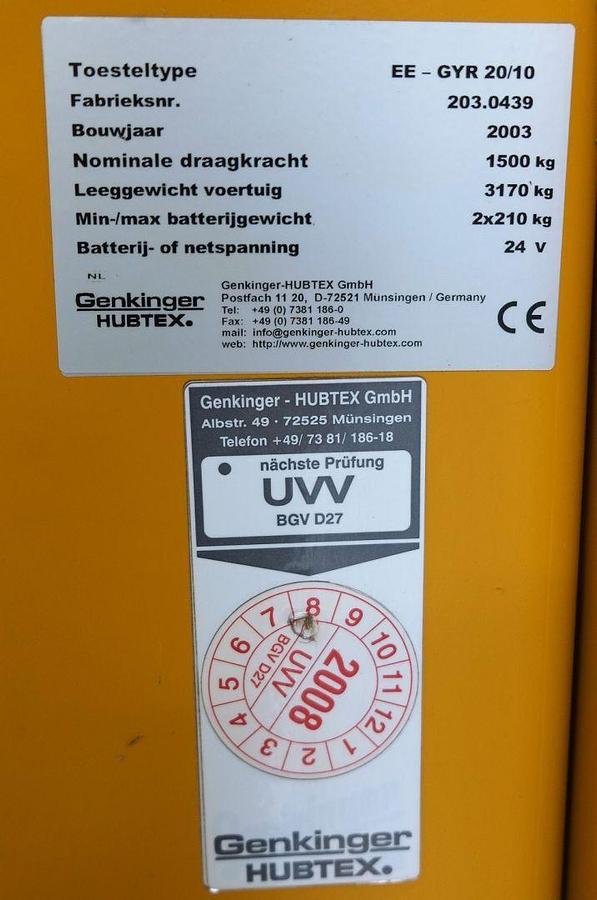 Toesteltype EE – GYR 20/10
Fabrieksnr. 203.0439
Bouwjaar 2003
Nominale draagkracht 1500 kg
Leeggewicht voertuig 3170 kg
Min-/max batterijgewicht 2x210 kg
Batterij- of netspanning 24 V
NL
Genkinger
HUBTEX.
Genkinger-HUBTEX GmbH
Postfach 11 20, D-72521 Münsingen / Germany
Tel: +49 (0) 7381 186-0
Fax: +49 (0) 7381 186-49
mail: info@genkinger-hubtex.com
web: http://www.genkinger-hubtex.com
CE
Genkinger - HUBTEX GmbH
Albstr. 49 · 72525 Münsingen
Telefon +49/ 73 81/ 186-18
nächste Prüfung
UVV
BGV D27
1 2 3 4 5 6 7 8 9 10 11 12
BGV D27
UVV
2008
Genkinger
HUBTEX.